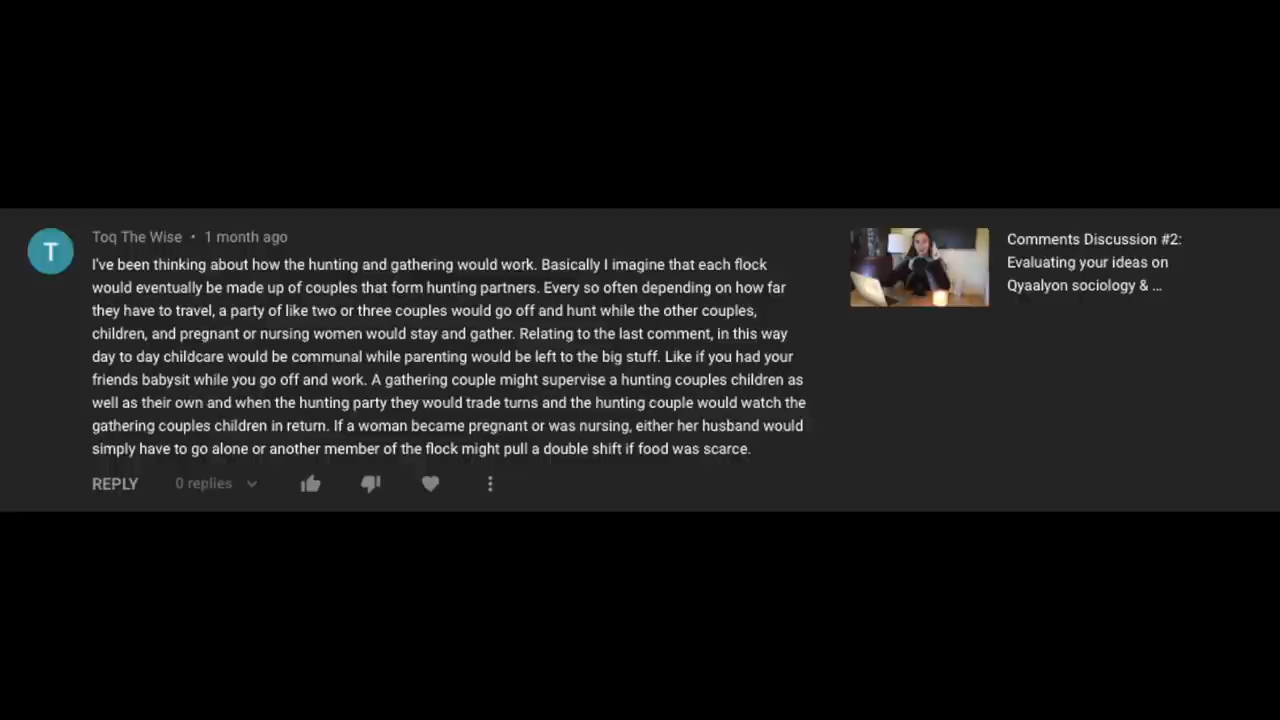 T
Toq The Wise • 1 month ago
I've been thinking about how the hunting and gathering would work. Basically I imagine that each flock
would eventually be made up of couples that form hunting partners. Every so often depending on how far
they have to travel, a party of like two or three couples would go off and hunt while the other couples,
children, and pregnant or nursing women would stay and gather. Relating to the last comment, in this way
day to day childcare would be communal while parenting would be left to the big stuff. Like if you had your
friends babysit while you go off and work. A gathering couple might supervise a hunting couples children as
well as their own and when the hunting party they would trade turns and the hunting couple would watch the
gathering couples children in return. If a woman became pregnant or was nursing, either her husband would
simply have to go alone or another member of the flock might pull a double shift if food was scarce.
REPLY 0 replies
Comments Discussion #2:
Evaluating your ideas on
Qyaalyon sociology & ...